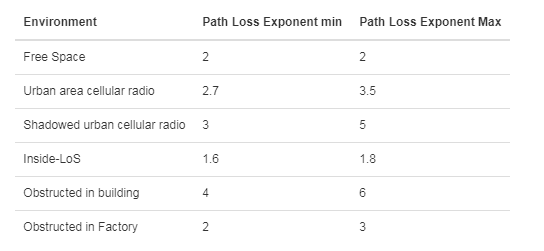 Environment Path Loss Exponent min Path Loss Exponent Max
Free Space 2 2
Urban area cellular radio 2.7 3.5
Shadowed urban cellular radio 3 5
Inside-LoS 1.6 1.8
Obstructed in building 4 6
Obstructed in Factory 2 3